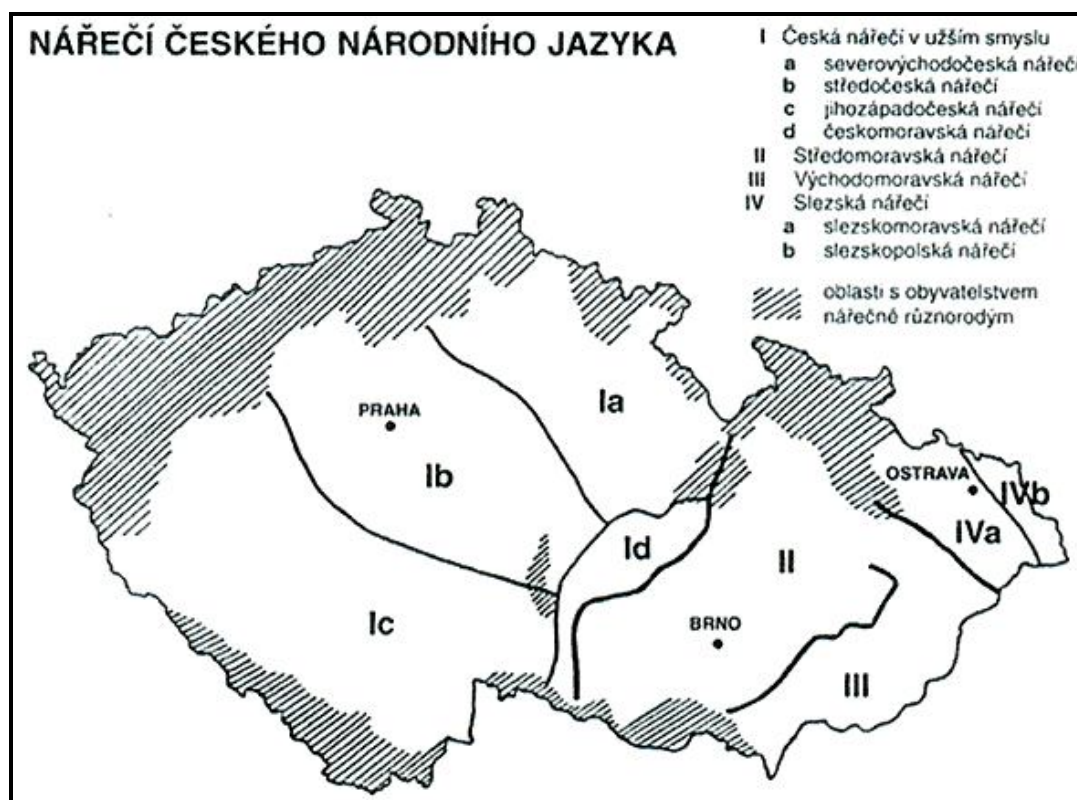 NÁŘEČÍ ČESKÉHO NÁRODNÍHO JAZYKA
I Česká nářečí v užším smyslu
a severovýchodočeská nářečí
b středočeská nářečí
c jihozápadočeská nářečí
d českomoravská nářečí
II Středomoravská nářečí
III Východomoravská nářečí
IV Slezská nářečí
a slezskomoravská nářečí
b slezskopolská nářečí
oblasti s obyvatelstvem
nářečně různorodým
Ia
PRAHA
Ib
OSTRAVA
IVb
IVa
Id
II
Ic
BRNO
III